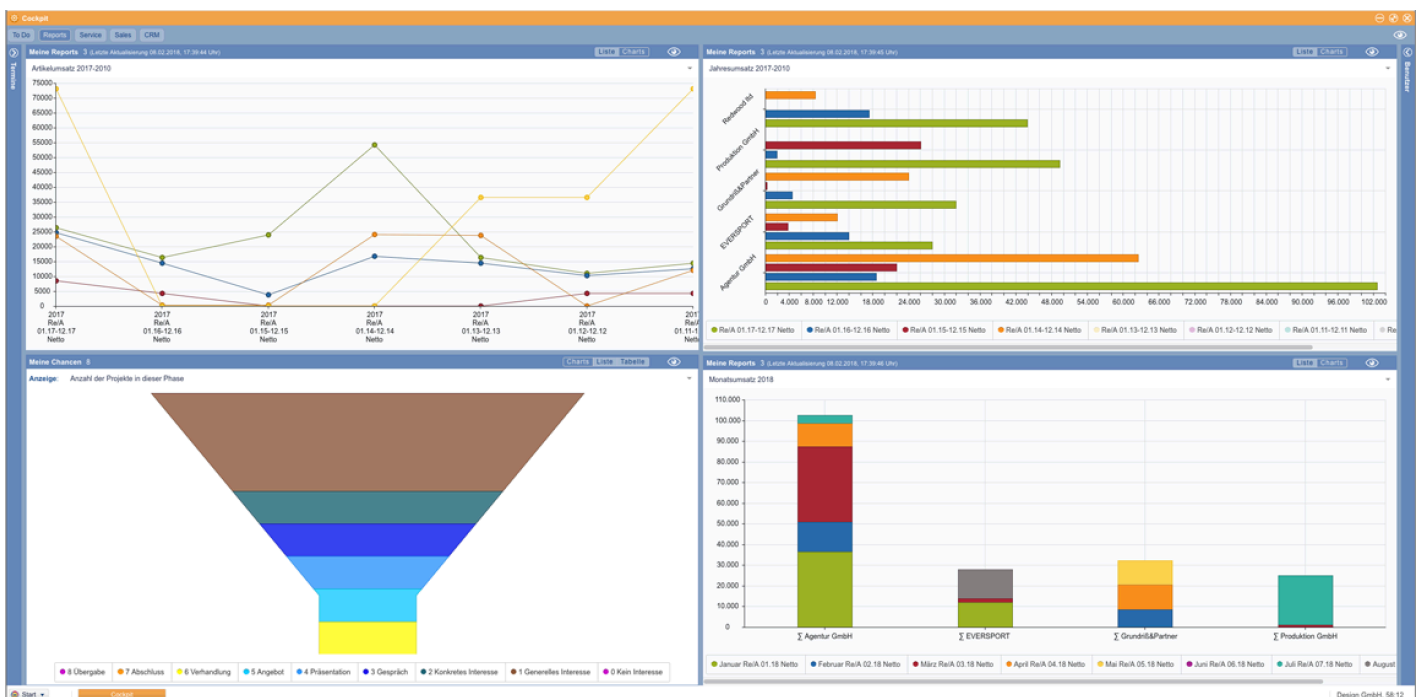 Cockpit
To Do Reports Service Sales CRM
Termine
Meine Reports 3 (Letzte Aktualisierung 08.02.2018, 17:39:44 Uhr) Liste Charts
Artikelumsatz 2017-2010
75000
70000
65000
60000
55000
50000
45000
40000
35000
30000
25000
20000
15000
10000
5000
0
2017 2017 2017 2017 2017 2017 2017
Re/A Re/A Re/A Re/A Re/A Re/A Re/A
01.17-12.17 01.16-12.16 01.15-12.15 01.14-12.14 01.13-12.13 01.12-12.12 01.11-1
Netto Netto Netto Netto Netto Netto Nett
Meine Reports 3 (Letzte Aktualisierung 08.02.2018, 17:39:45 Uhr) Liste Charts
Benutzer
Jahresumsatz 2017-2010
Redwood ltd
Produktion GmbH
Grundriß&Partner
EVERSPORT
Agentur GmbH
0 4.000 8.000 12.000 18.000 24.000 30.000 36.000 42.000 48.000 54.000 60.000 66.000 72.000 78.000 84.000 90.000 96.000 102.000
Re/A 01.17-12.17 Netto Re/A 01.16-12.16 Netto Re/A 01.15-12.15 Netto Re/A 01.14-12.14 Netto Re/A 01.13-12.13 Netto Re/A 01.12-12.12 Netto Re/A 01.11-12.11 Netto Re
Meine Chancen 8 Charts Liste Tabelle
Anzeige: Anzahl der Projekte in dieser Phase
8 Übergabe 7 Abschluss 6 Verhandlung 5 Angebot 4 Präsentation 3 Gespräch 2 Konkretes Interesse 1 Generelles Interesse 0 Kein Interesse
Meine Reports 3 (Letzte Aktualisierung 08.02.2018, 17:39:46 Uhr) Liste Charts
Monatsumsatz 2018
110.000
100.000
90.000
80.000
70.000
60.000
50.000
40.000
30.000
20.000
10.000
0
∑ Agentur GmbH ∑ EVERSPORT ∑ Grundriß&Partner ∑ Produktion GmbH
Januar Re/A 01.18 Netto Februar Re/A 02.18 Netto März Re/A 03.18 Netto April Re/A 04.18 Netto Mai Re/A 05.18 Netto Juni Re/A 06.18 Netto Juli Re/A 07.18 Netto August
Start Cockpit Design GmbH, 58:12